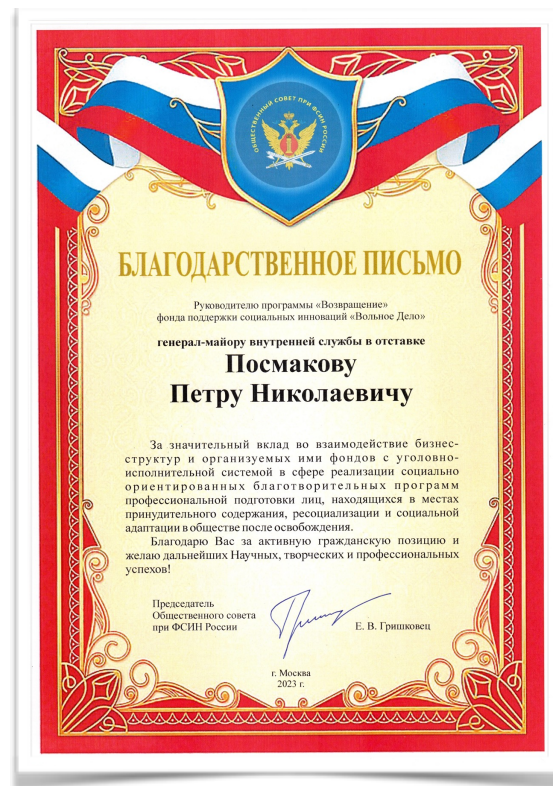 ОБЩЕСТВЕННЫЙ СОВЕТ ПРИ ФСИН РОССИИ
БЛАГОДАРСТВЕННОЕ ПИСЬМО
Руководителю программы «Возвращение»
фонда поддержки социальных инноваций «Вольное Дело»
генерал-майору внутренней службы в отставке
Посмакову
Петру Николаевичу
За значительный вклад во взаимодействие бизнес-
структур и организуемых ими фондов с уголовно-
исполнительной системой в сфере реализации социально
ориентированных благотворительных программ
профессиональной подготовки лиц, находящихся в местах
принудительного содержания, ресоциализации и социальной
адаптации в обществе после освобождения.
Благодарю Вас за активную гражданскую позицию и
желаю дальнейших Научных, творческих и профессиональных
успехов!
Председатель
Общественного совета
при ФСИН России
Е. В. Гришковец
г. Москва
2023 г.